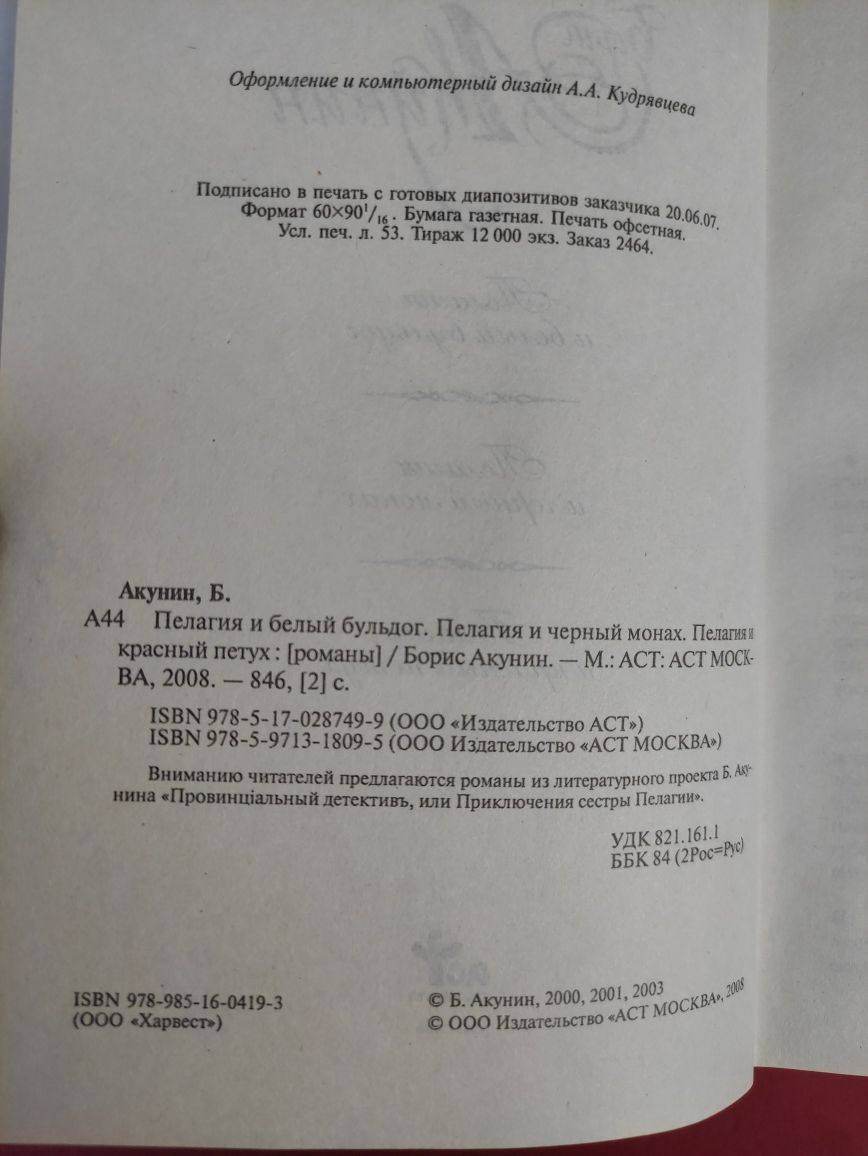 Оформление и компьютерный дизайн А.А. Кудрявцева
Подписано в печать с готовых диапозитивов заказчика 20.06.07.
Формат 60×90¹/₁₆. Бумага газетная. Печать офсетная.
Усл. печ. л. 53. Тираж 12 000 экз. Заказ 2464.
Акунин, Б.
А44 Пелагия и белый бульдог. Пелагия и черный монах. Пелагия и
красный петух : [романы] / Борис Акунин. — М.: АСТ: АСТ МОСК-
ВА, 2008. — 846, [2] с.
ISBN 978-5-17-028749-9 (ООО «Издательство АСТ»)
ISBN 978-5-9713-1809-5 (ООО Издательство «АСТ МОСКВА»)
Вниманию читателей предлагаются романы из литературного проекта Б. Аку-
нина «Провинціальный детективъ, или Приключения сестры Пелагии».
УДК 821.161.1
ББК 84 (2Рос=Рус)
ISBN 978-985-16-0419-3
(ООО «Харвест»)
© Б. Акунин, 2000, 2001, 2003
© ООО Издательство «АСТ МОСКВА», 2008